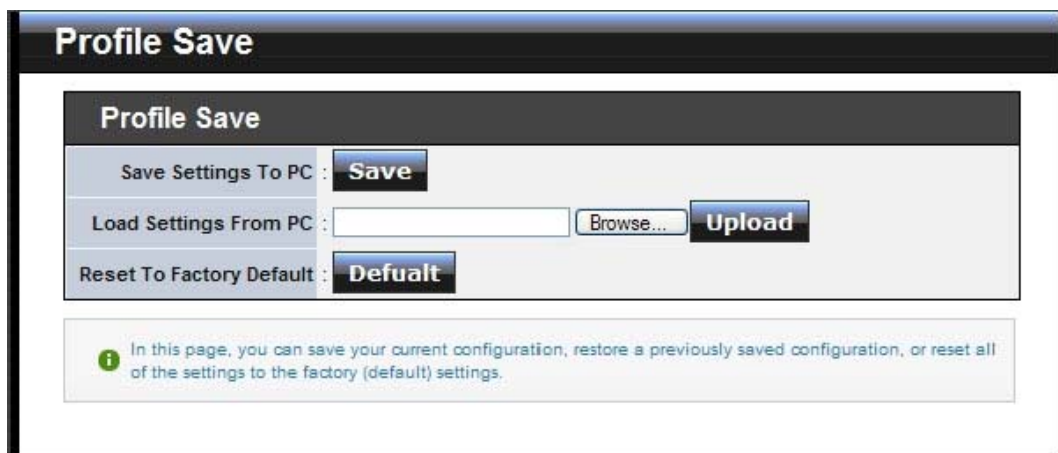 Profile Save
Profile Save
Save Settings To PC : Save
Load Settings From PC : Browse... Upload
Reset To Factory Default : Defualt
In this page, you can save your current configuration, restore a previously saved configuration, or reset all
of the settings to the factory (default) settings.